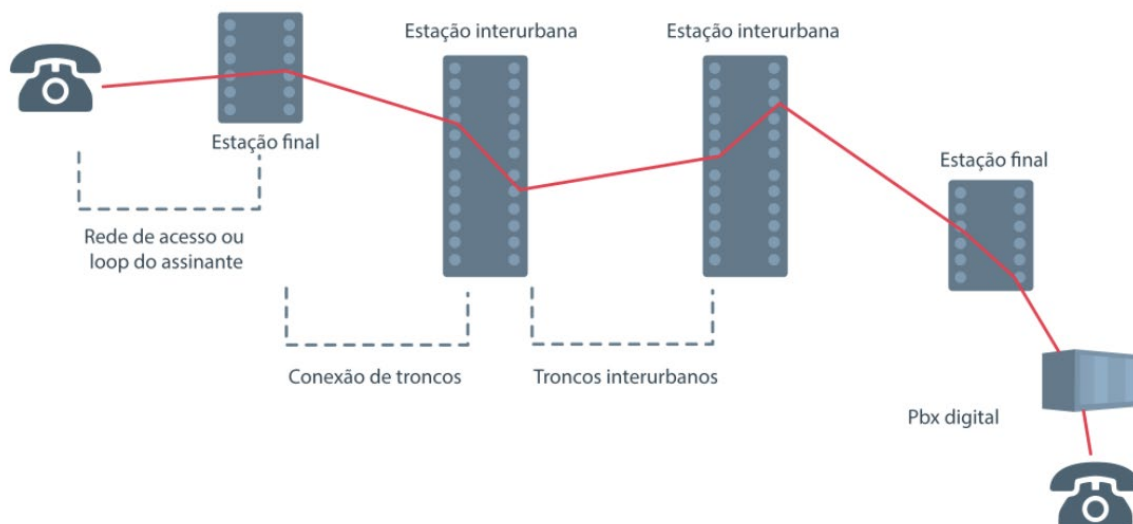 Estação interurbana
Estação interurbana
Estação final
Estação final
Rede de acesso ou
loop do assinante
Conexão de troncos
Troncos interurbanos
Pbx digital